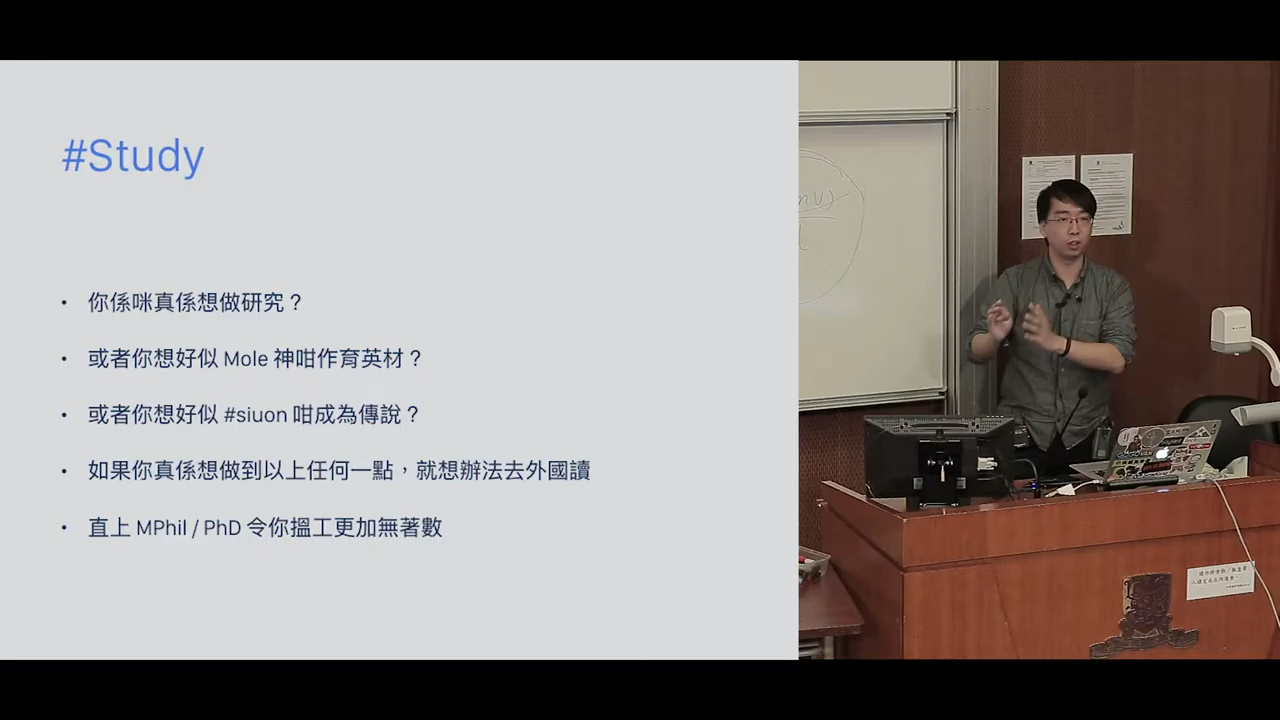 #Study
• 你係咪真係想做研究？
• 或者你想好似 Mole 神咁作育英材？
• 或者你想好似 #siuon 咁成為傳說？
• 如果你真係想做到以上任何一點，就想辦法去外國讀
• 直上 MPhil / PhD 令你搵工更加無著數